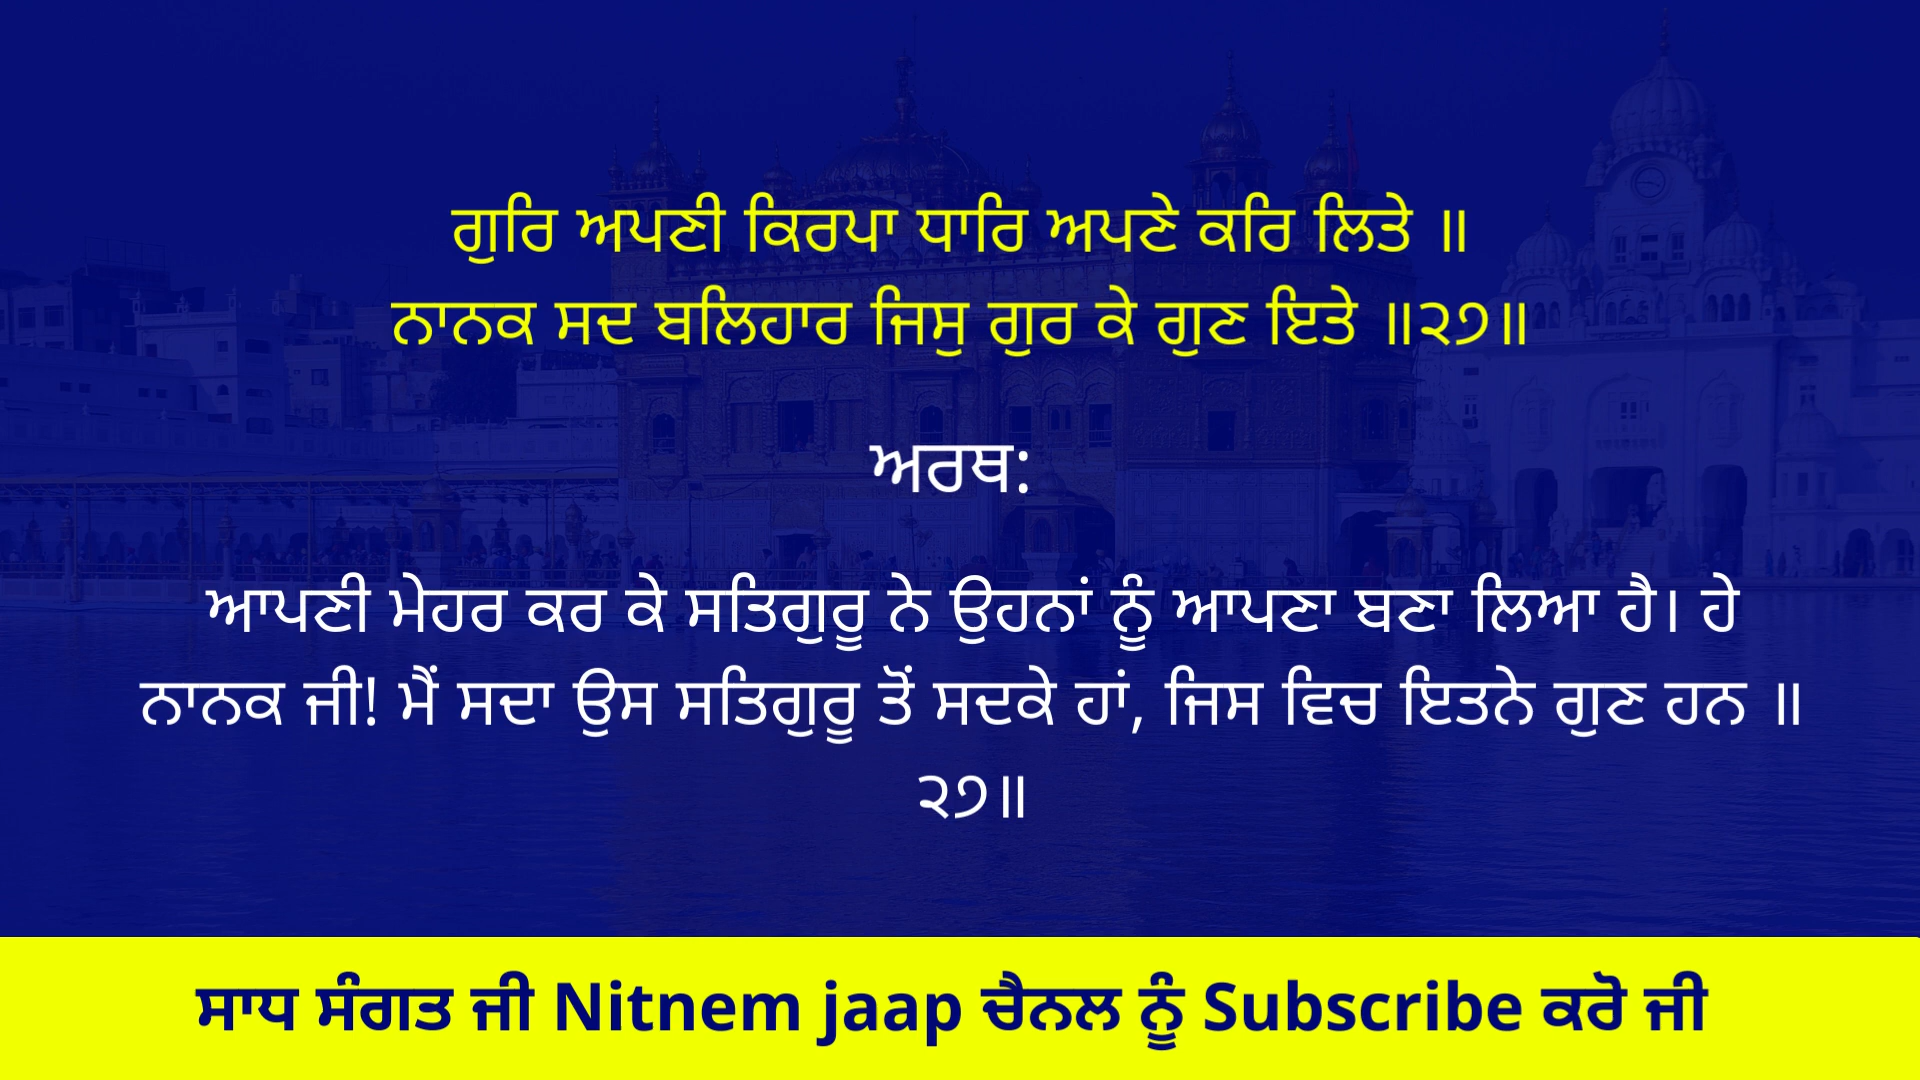 ਗੁਰਿ ਅਪਣੀ ਕਿਰਪਾ ਧਾਰਿ ਅਪਣੇ ਕਰਿ ਲਿਤੇ ॥
ਨਾਨਕ ਸਦ ਬਲਿਹਾਰ ਜਿਸੁ ਗੁਰ ਕੇ ਗੁਣ ਇਤੇ ॥੨੭॥
ਅਰਥ:
ਆਪਣੀ ਮੇਹਰ ਕਰ ਕੇ ਸਤਿਗੁਰੂ ਨੇ ਉਹਨਾਂ ਨੂੰ ਆਪਣਾ ਬਣਾ ਲਿਆ ਹੈ। ਹੇ
ਨਾਨਕ ਜੀ! ਮੈਂ ਸਦਾ ਉਸ ਸਤਿਗੁਰੂ ਤੋਂ ਸਦਕੇ ਹਾਂ, ਜਿਸ ਵਿਚ ਇਤਨੇ ਗੁਣ ਹਨ ॥
੨੭॥
ਸਾਧ ਸੰਗਤ ਜੀ Nitnem jaap ਚੈਨਲ ਨੂੰ Subscribe ਕਰੋ ਜੀ